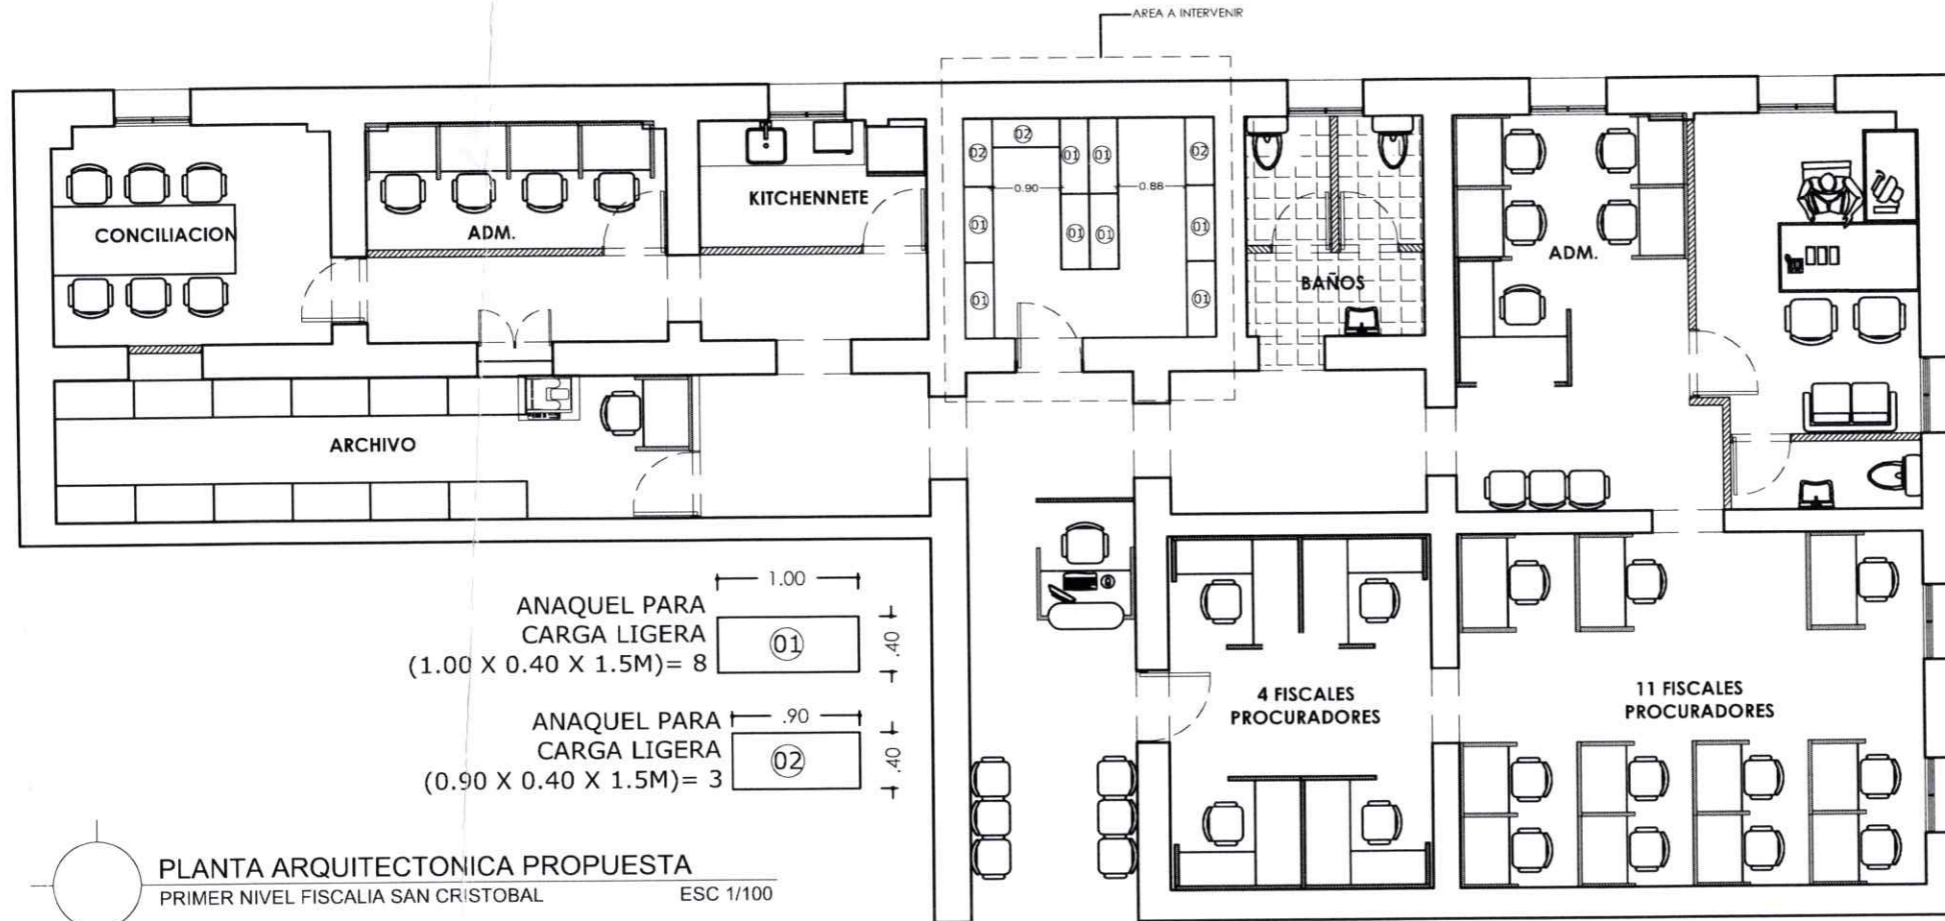 AREA A INTERVENIR
02
02
01
01
02
0.90
0.88
01
01
01
01
01
01
CONCILIACION
ADM.
KITCHENNETE
BAÑOS
ADM.
ARCHIVO
ANAQUEL PARA
CARGA LIGERA
(1.00 X 0.40 X 1.5M)= 8
1.00
01
.40
ANAQUEL PARA
CARGA LIGERA
(0.90 X 0.40 X 1.5M)= 3
.90
02
.40
4 FISCALES
PROCURADORES
11 FISCALES
PROCURADORES
PLANTA ARQUITECTONICA PROPUESTA
PRIMER NIVEL FISCALIA SAN CRISTOBAL
ESC 1/100